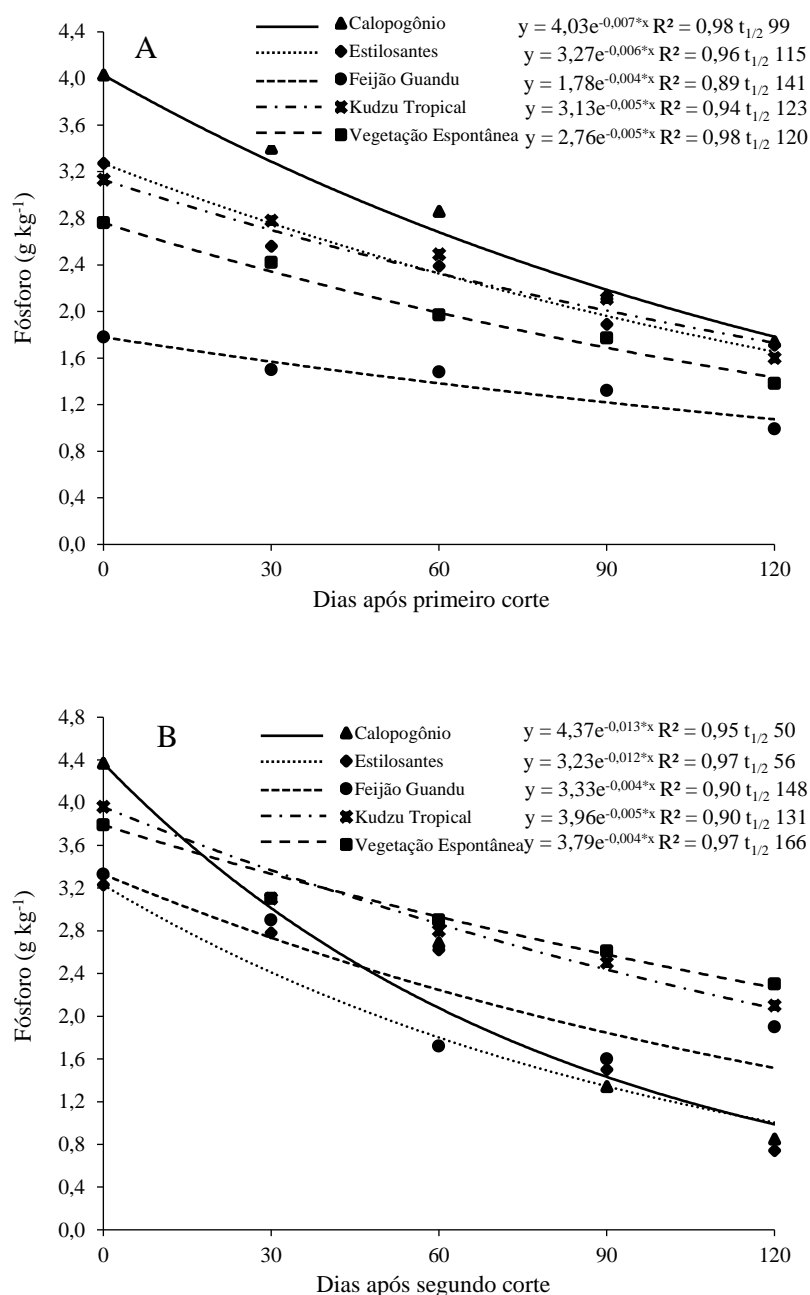 4,4
A
Calopogônio y = 4,03e-0,007*x R² = 0,98 t1/2 99
4,0
Estilosantes y = 3,27e-0,006*x R² = 0,96 t1/2 115
Feijão Guandu y = 1,78e-0,004*x R² = 0,89 t1/2 141
3,6
Kudzu Tropical y = 3,13e-0,005*x R² = 0,94 t1/2 123
Vegetação Espontânea y = 2,76e-0,005*x R² = 0,98 t1/2 120
3,2
2,8
2,4
2,0
1,6
1,2
0,8
0,4
0,0
Fósforo (g kg-1)
0 30 60 90 120
Dias após primeiro corte
4,8
B
Calopogônio y = 4,37e-0,013*x R² = 0,95 t1/2 50
4,4
Estilosantes y = 3,23e-0,012*x R² = 0,97 t1/2 56
4,0
Feijão Guandu y = 3,33e-0,004*x R² = 0,90 t1/2 148
Kudzu Tropical y = 3,96e-0,005*x R² = 0,90 t1/2 131
3,6
Vegetação Espontânea y = 3,79e-0,004*x R² = 0,97 t1/2 166
3,2
2,8
2,4
2,0
1,6
1,2
0,8
0,4
0,0
Fósforo (g kg-1)
0 30 60 90 120
Dias após segundo corte